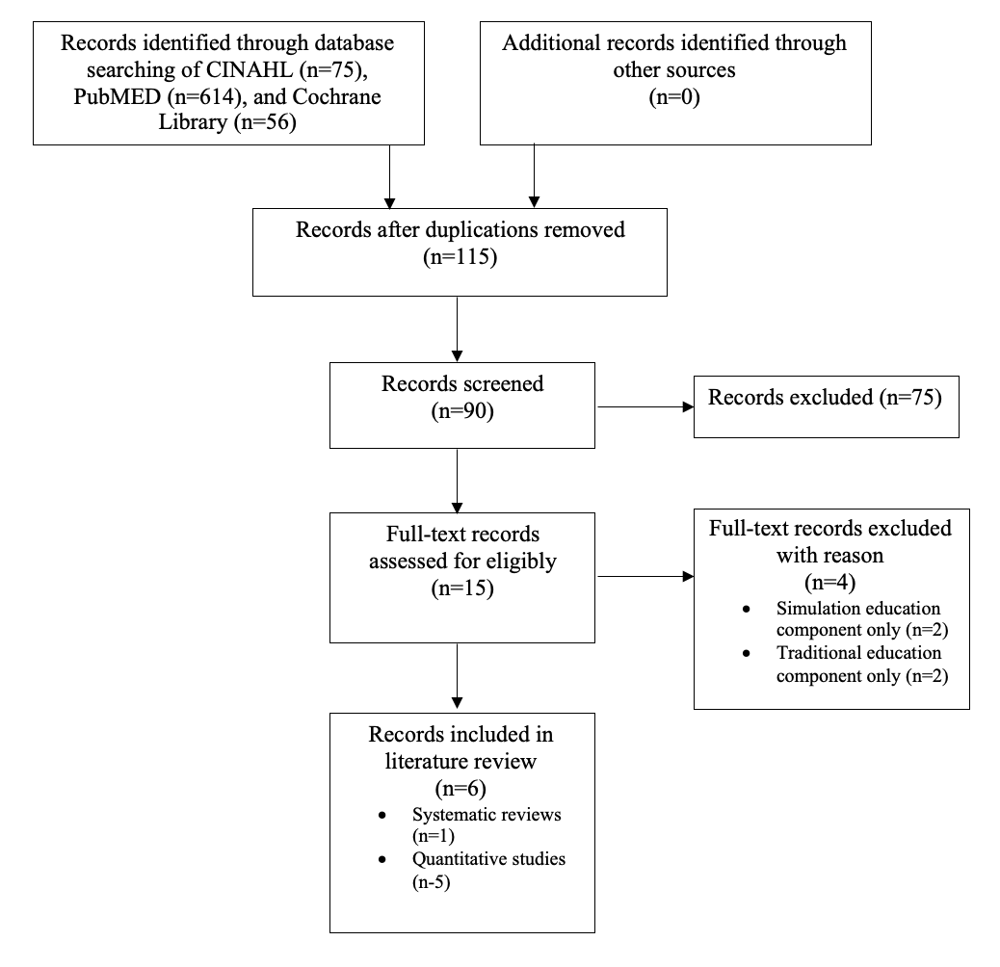 Records identified through database
searching of CINAHL (n=75),
PubMED (n=614), and Cochrane
Library (n=56)
Additional records identified through
other sources
(n=0)
Records after duplications removed
(n=115)
Records screened
(n=90)
Records excluded (n=75)
Full-text records
assessed for eligibly
(n=15)
Full-text records excluded
with reason
(n=4)
• Simulation education
component only (n=2)
• Traditional education
component only (n=2)
Records included in
literature review
(n=6)
• Systematic reviews
(n=1)
• Quantitative studies
(n-5)